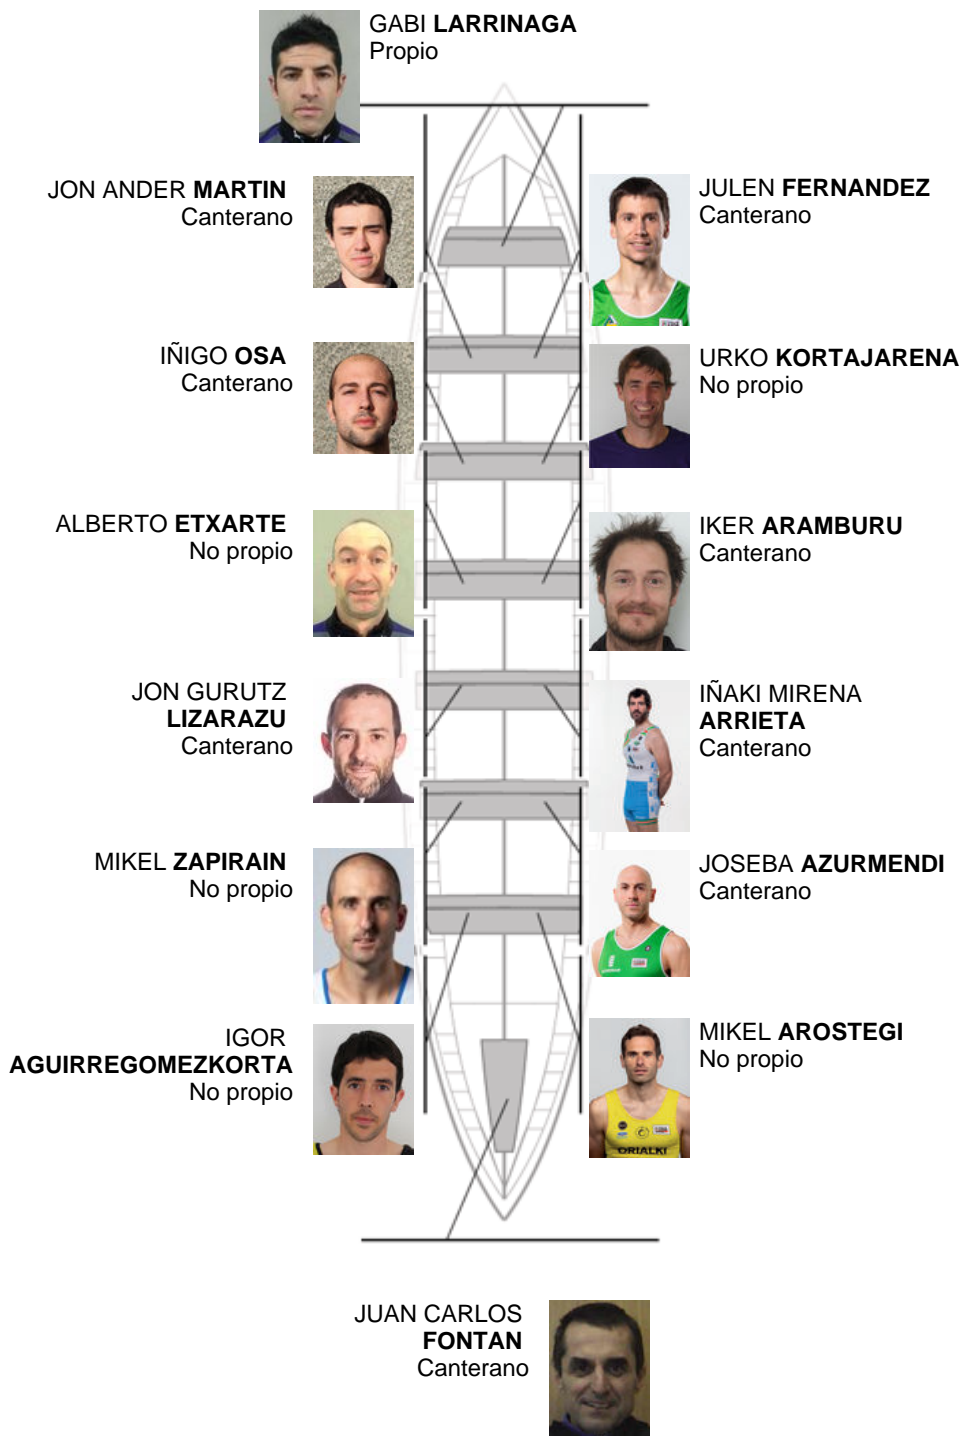 GABI LARRINAGA
Propio
JON ANDER MARTIN
Canterano
JULEN FERNANDEZ
Canterano
IÑIGO OSA
Canterano
URKO KORTAJARENA
No propio
ALBERTO ETXARTE
No propio
IKER ARAMBURU
Canterano
JON GURUTZ
LIZARAZU
Canterano
IÑAKI MIRENA
ARRIETA
Canterano
MIKEL ZAPIRAIN
No propio
JOSEBA AZURMENDI
Canterano
IGOR
AGUIRREGOMEZKORTA
No propio
MIKEL AROSTEGI
No propio
ORIALKI
JUAN CARLOS
FONTAN
Canterano